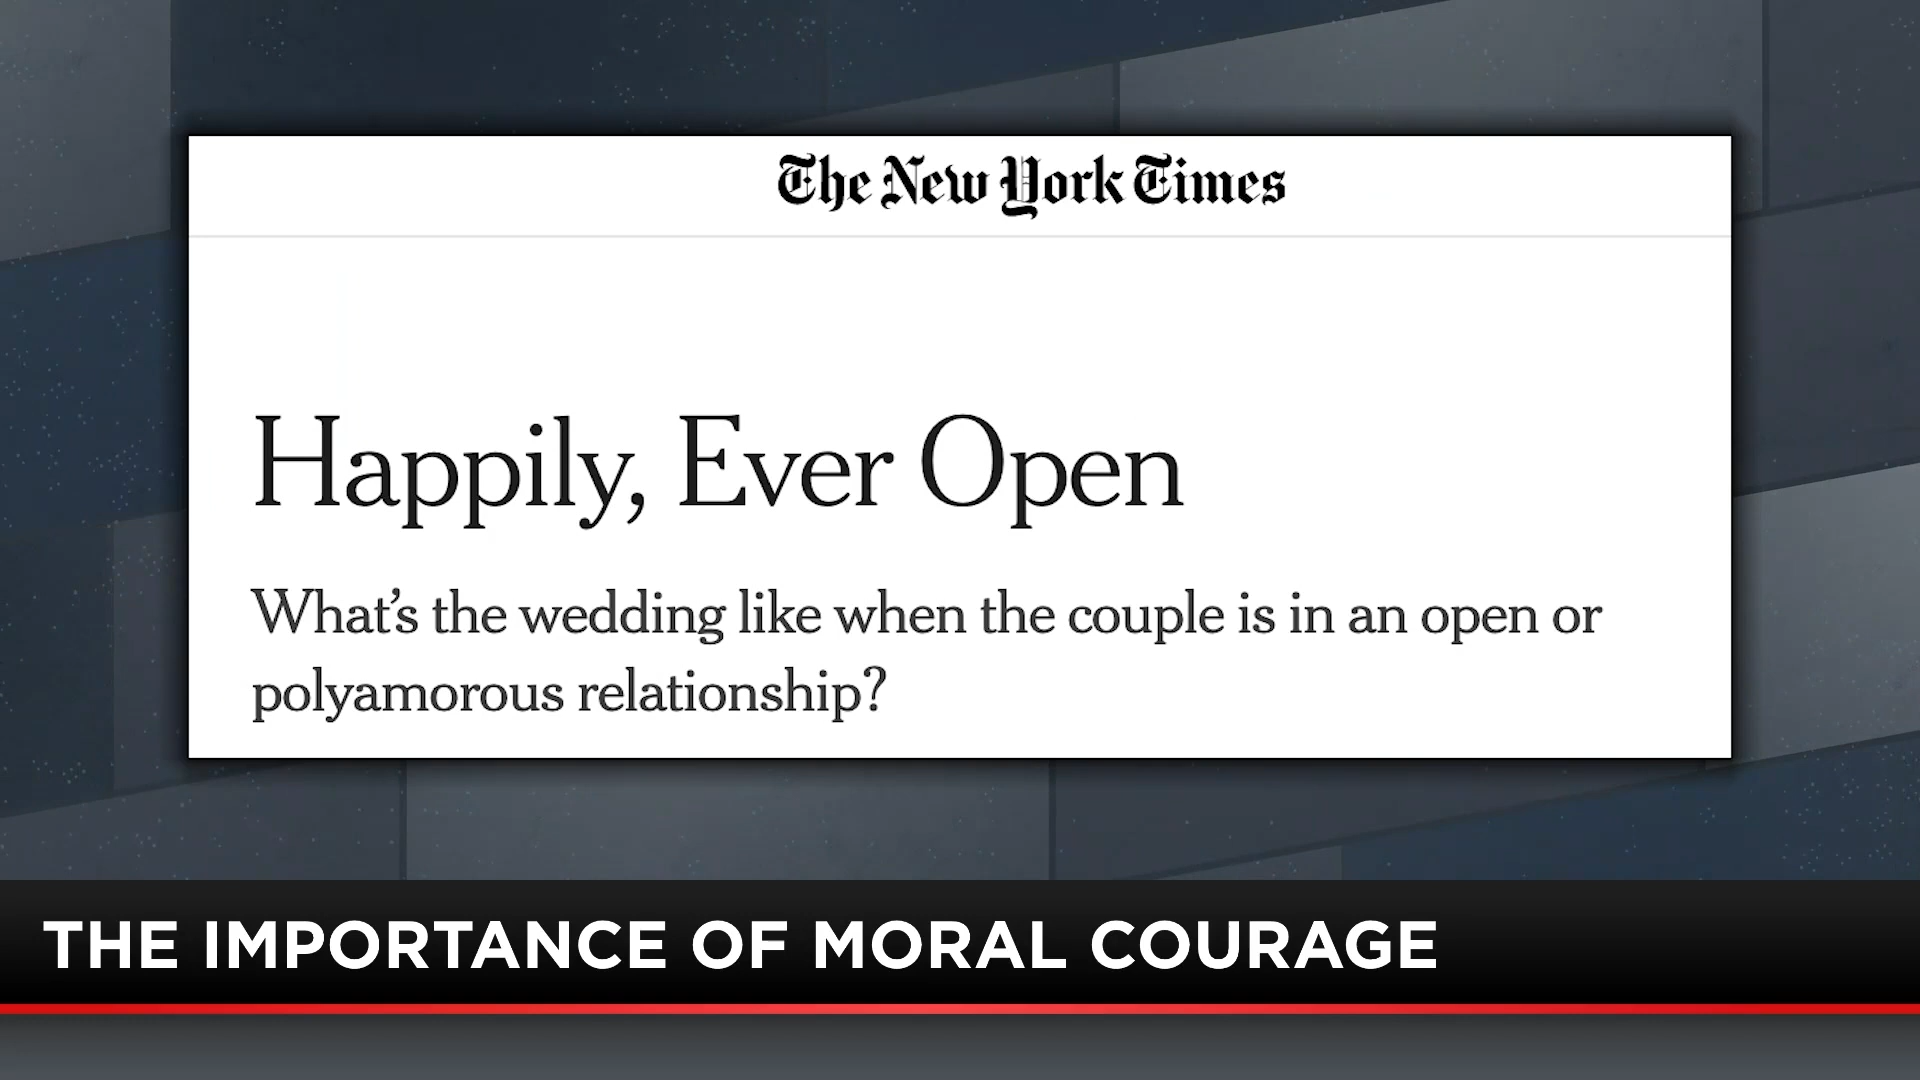 The New York Times
Happily, Ever Open
What's the wedding like when the couple is in an open or
polyamorous relationship?
THE IMPORTANCE OF MORAL COURAGE